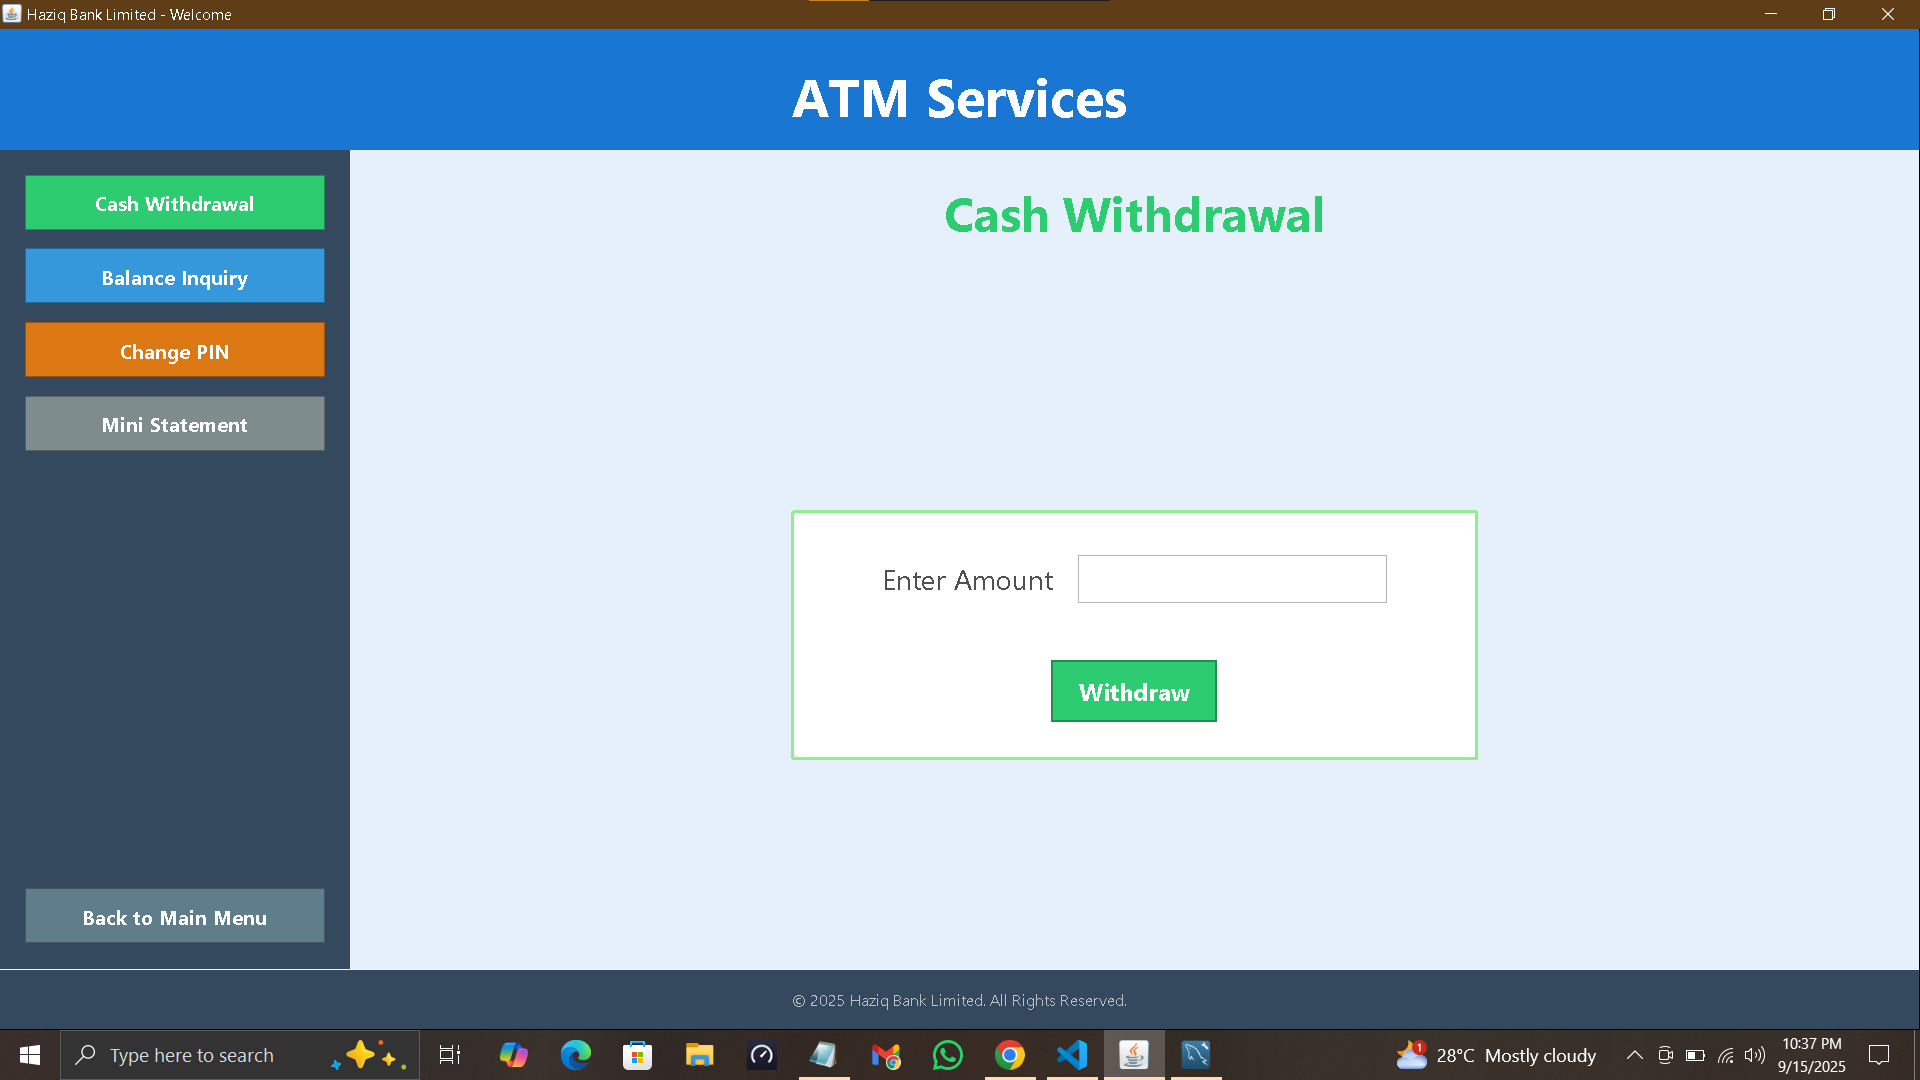 Haziq Bank Limited - Welcome
ATM Services
Cash Withdrawal
Balance Inquiry
Change PIN
Mini Statement
Back to Main Menu
Cash Withdrawal
Enter Amount
Withdraw
© 2025 Haziq Bank Limited. All Rights Reserved.
Type here to search
1
28°C Mostly cloudy
10:37 PM
9/15/2025